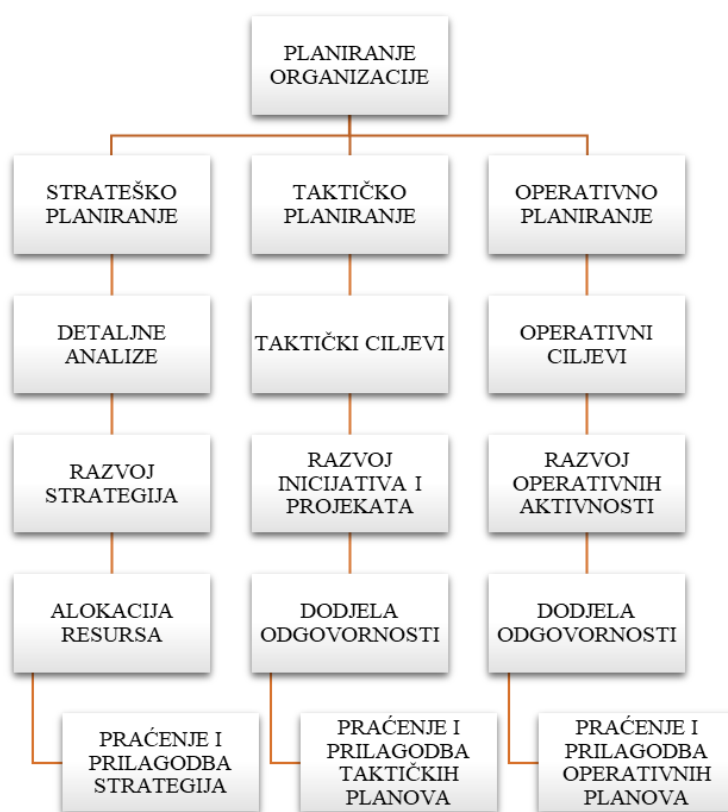 PLANIRANJE
ORGANIZACIJE
STRATEŠKO
PLANIRANJE
TAKTIČKO
PLANIRANJE
OPERATIVNO
PLANIRANJE
DETALJNE
ANALIZE
TAKTIČKI CILJEVI
OPERATIVNI
CILJEVI
RAZVOJ
STRATEGIJA
RAZVOJ
INICIJATIVA I
PROJEKATA
RAZVOJ
OPERATIVNIH
AKTIVNOSTI
ALOKACIJA
RESURSA
DODJELA
ODGOVORNOSTI
DODJELA
ODGOVORNOSTI
PRAĆENJE I
PRILAGODBA
STRATEGIJA
PRAĆENJE I
PRILAGODBA
TAKTIČKIH
PLANOVA
PRAĆENJE I
PRILAGODBA
OPERATIVNIH
PLANOVA